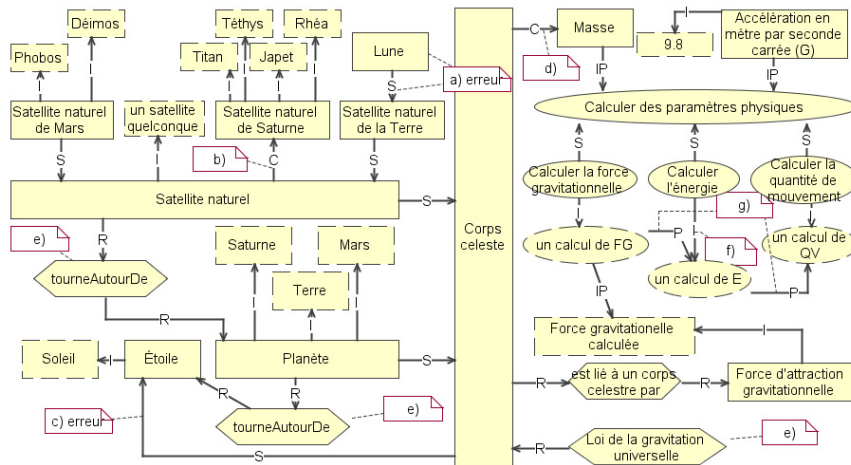 Déimos
Phobos
Téthys
Rhéa
Titan
Japet
Lune
a) erreur
Satellite naturel
de Mars
un satellite
quelconque
Satellite naturel
de Saturne
Satellite naturel
de la Terre
S
I
b)
C
S
S
Satellite naturel
S
R
e)
tourneAutourDe
R
Saturne
Mars
Terre
Soleil
I
Étoile
Planète
S
R
R
c) erreur
tourneAutourDe
e)
S
Corps
celeste
C
Masse
d)
IP
I
9.8
Accélération en
mètre par seconde
carrée (G)
IP
Calculer des paramètres physiques
S
S
S
Calculer la force
gravitationnelle
Calculer
l'énergie
Calculer la
quantité de
mouvement
I
I
I
g)
un calcul de FG
P
f)
un calcul de
QV
un calcul de E
P
IP
Force gravitationelle
calculée
I
R
est lié à un corps
celestre par
R
Force d'attraction
gravitionnelle
R
Loi de la gravitation
universelle
e)